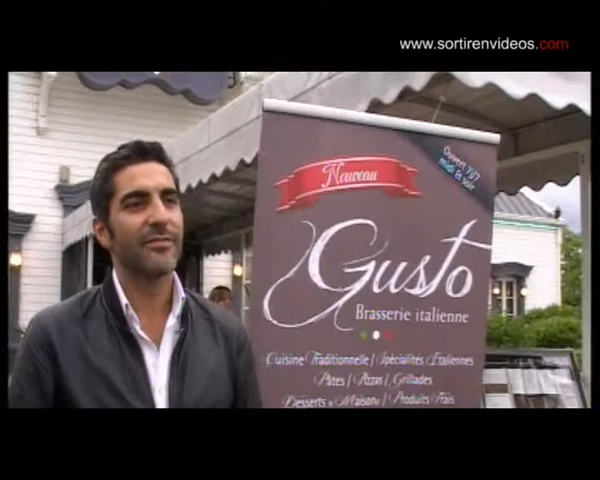 www.sortirenvideos.com
Ouvert 7j/7
midi & soir
Nouveau
Gusto
Brasserie italienne
Cuisine Traditionnelle | Spécialités Italiennes
Pâtes | Pizzas | Grillades
Desserts "Maison" | Produits Frais